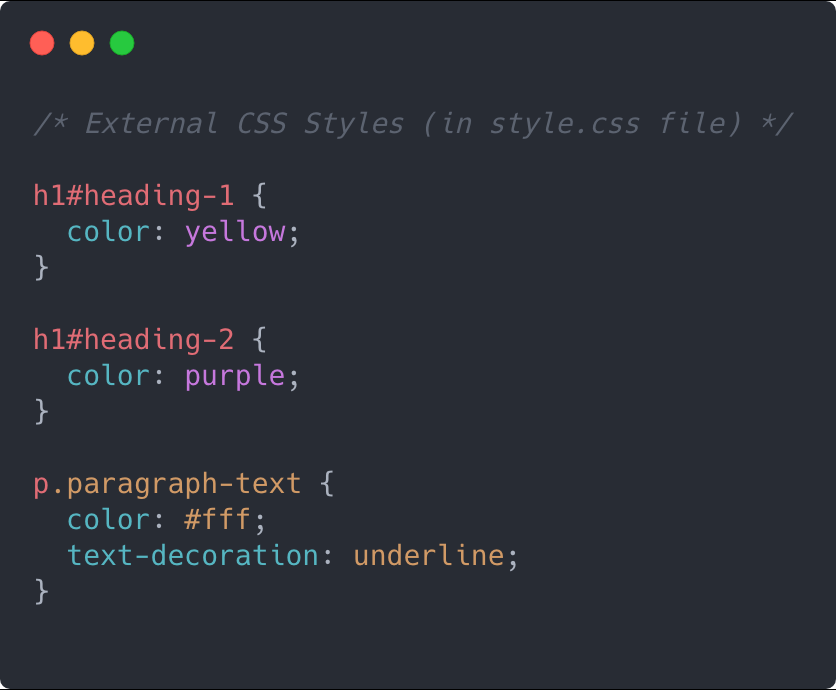 /* External CSS Styles (in style.css file) */
h1#heading-1 {
  color: yellow;
}
h1#heading-2 {
  color: purple;
}
p.paragraph-text {
  color: #fff;
  text-decoration: underline;
}